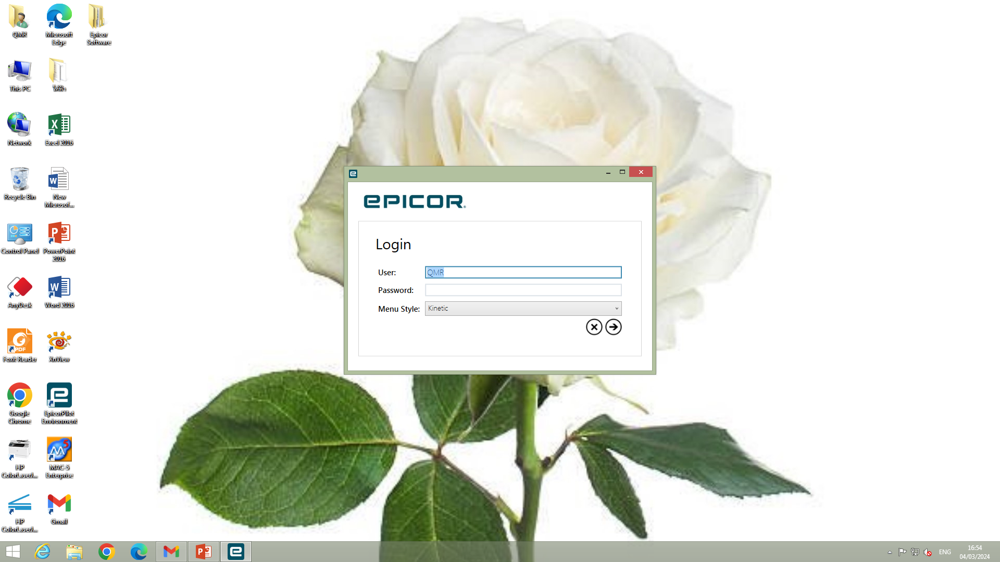 QMR
Microsoft
Edge
Epicor
Software
This PC
Network
Excel 2016
Recycle Bin
New
Microsof...
Control Panel
PowerPoint
2016
AnyDesk
Word 2016
Foxit Reader
XnView
Google
Chrome
EpicorPilot
Environment
HP
ColorLaserJ...
MAC-5
Enterprise
HP
ColorLaserJ...
Gmail
EPICOR
Login
User: QMR
Password:
Menu Style: Kinetic
ENG
16:54
04/03/2024